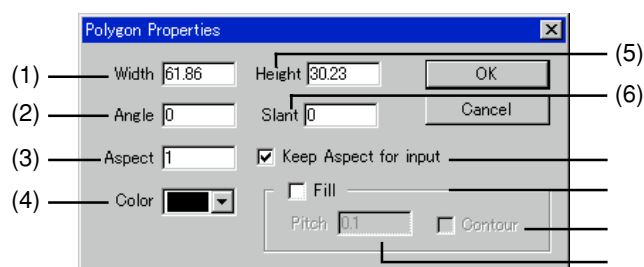 Polygon Properties
(1) Width 61.86 Height 30.23 OK (5)
(2) Angle 0 Slant 0 Cancel (6)
(3) Aspect 1 Keep Aspect for input
(4) Color Fill
Pitch 0.1 Contour